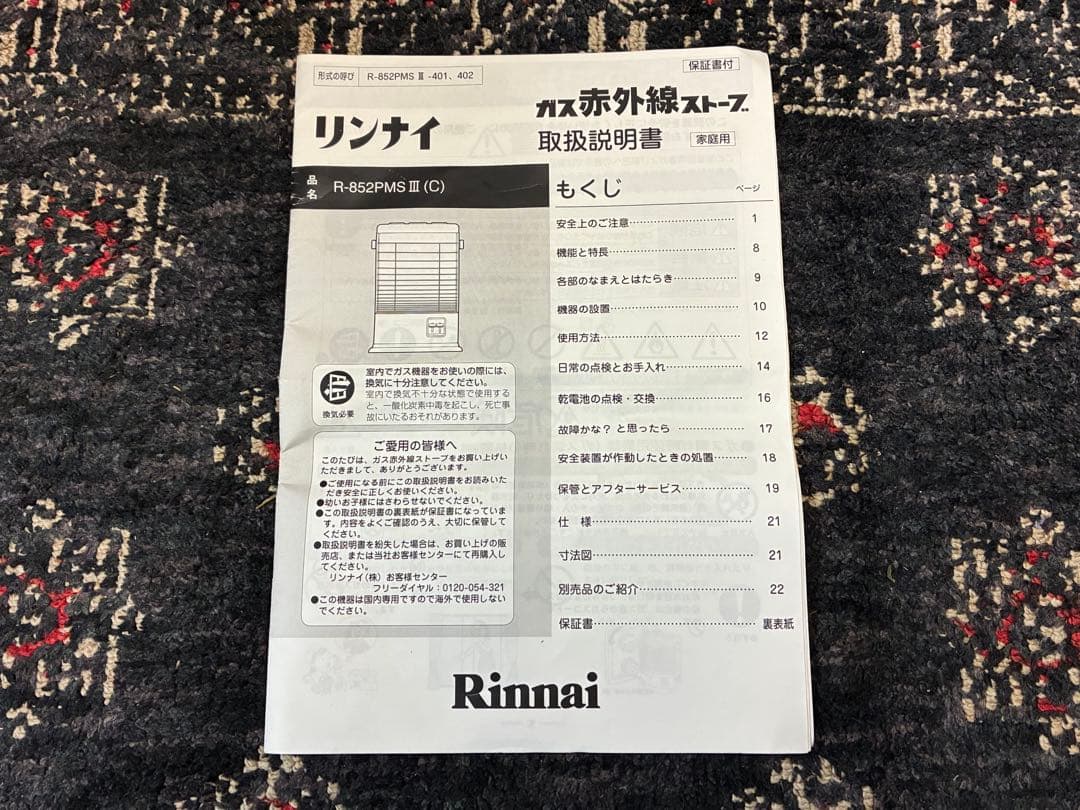 形式の呼び R-852PMS Ⅲ -401、402
保証書付
リンナイ
ガス赤外線ストーブ
取扱説明書 家庭用
品名 R-852PMSⅢ(C)
もくじ ページ
安全上のご注意 1
機能と特長 8
各部のなまえとはたらき 9
機器の設置 10
使用方法 12
日常の点検とお手入れ 14
乾電池の点検・交換 16
故障かな? と思ったら 17
安全装置が作動したときの処置 18
保管とアフターサービス 19
仕 様 21
寸法図 21
別売品のご紹介 22
保証書 裏表紙
換気必要
室内でガス機器をお使いの際には、
換気に十分注意してください。
室内で換気不十分な状態で使用する
と、一酸化炭素中毒を起こし、死亡事
故にいたるおそれがあります。
ご愛用の皆様へ
このたびは、ガス赤外線ストーブをお買い上げい
ただきまして、ありがとうございます。
●ご使用になる前にこの取扱説明書をお読みいた
だき安全に正しくお使いください。
●幼いお子様にはさわらせないでください。
●この取扱説明書の裏表紙が保証書になっていま
す。内容をよくご確認のうえ、大切に保管して
ください。
●取扱説明書を紛失した場合は、お買い上げの販
売店、または当社お客様センターにて再購入し
てください。
リンナイ(株)お客様センター
フリーダイヤル:0120-054-321
●この機器は国内専用ですので海外で使用しない
でください。
Rinnai